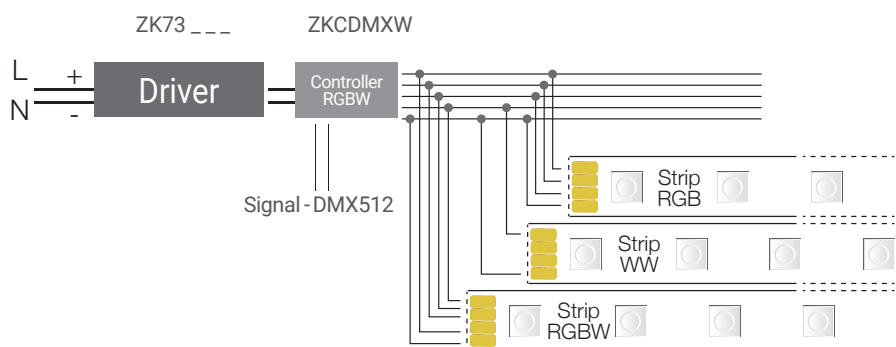 ZK73 _ _ _
ZKCDMXW
L
+
Driver
Controller
RGBW
N
-
Signal - DMX512
Strip
RGB
Strip
WW
Strip
RGBW